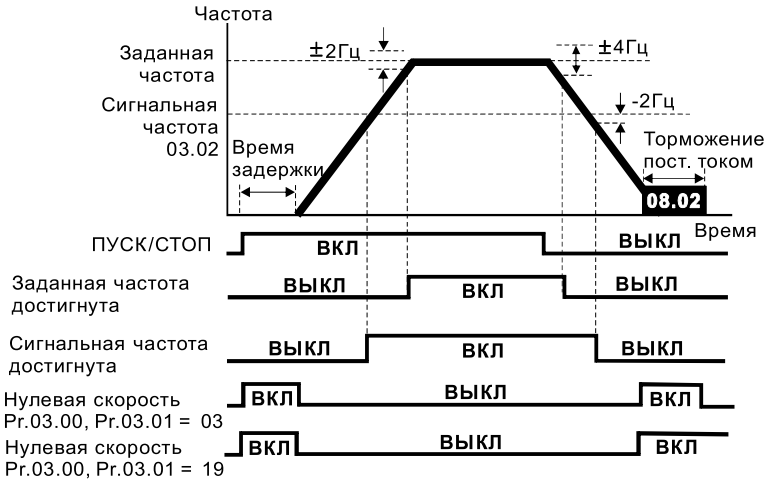 Частота
±2Гц
±4Гц
Заданная
частота
Сигнальная
частота
03.02
-2Гц
Время
задержки
Торможение
пост. током
08.02
Время
ПУСК/СТОП
ВКЛ
ВЫКЛ
Заданная частота
достигнута
ВЫКЛ
ВКЛ
ВЫКЛ
Сигнальная частота
достигнута
ВЫКЛ
ВКЛ
ВЫКЛ
Нулевая скорость
Pr.03.00, Pr.03.01 = 03
ВКЛ
ВЫКЛ
ВКЛ
Нулевая скорость
Pr.03.00, Pr.03.01 = 19
ВКЛ
ВЫКЛ
ВКЛ